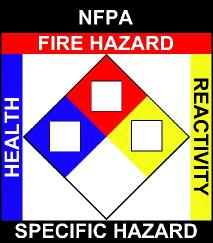 NFPA
FIRE HAZARD
HEALTH
REACTIVITY
SPECIFIC HAZARD